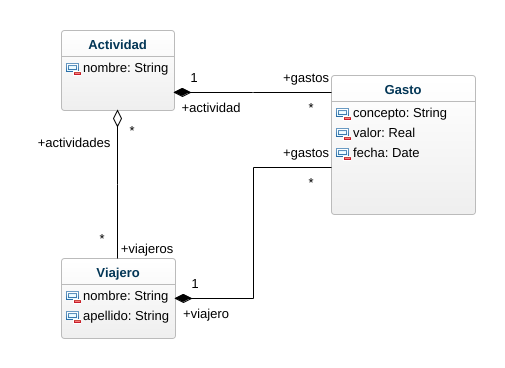 Actividad
nombre: String
1
+gastos
+actividad
*
Gasto
concepto: String
valor: Real
fecha: Date
*
+actividades
+gastos
*
*
+viajeros
Viajero
nombre: String
apellido: String
1
+viajero